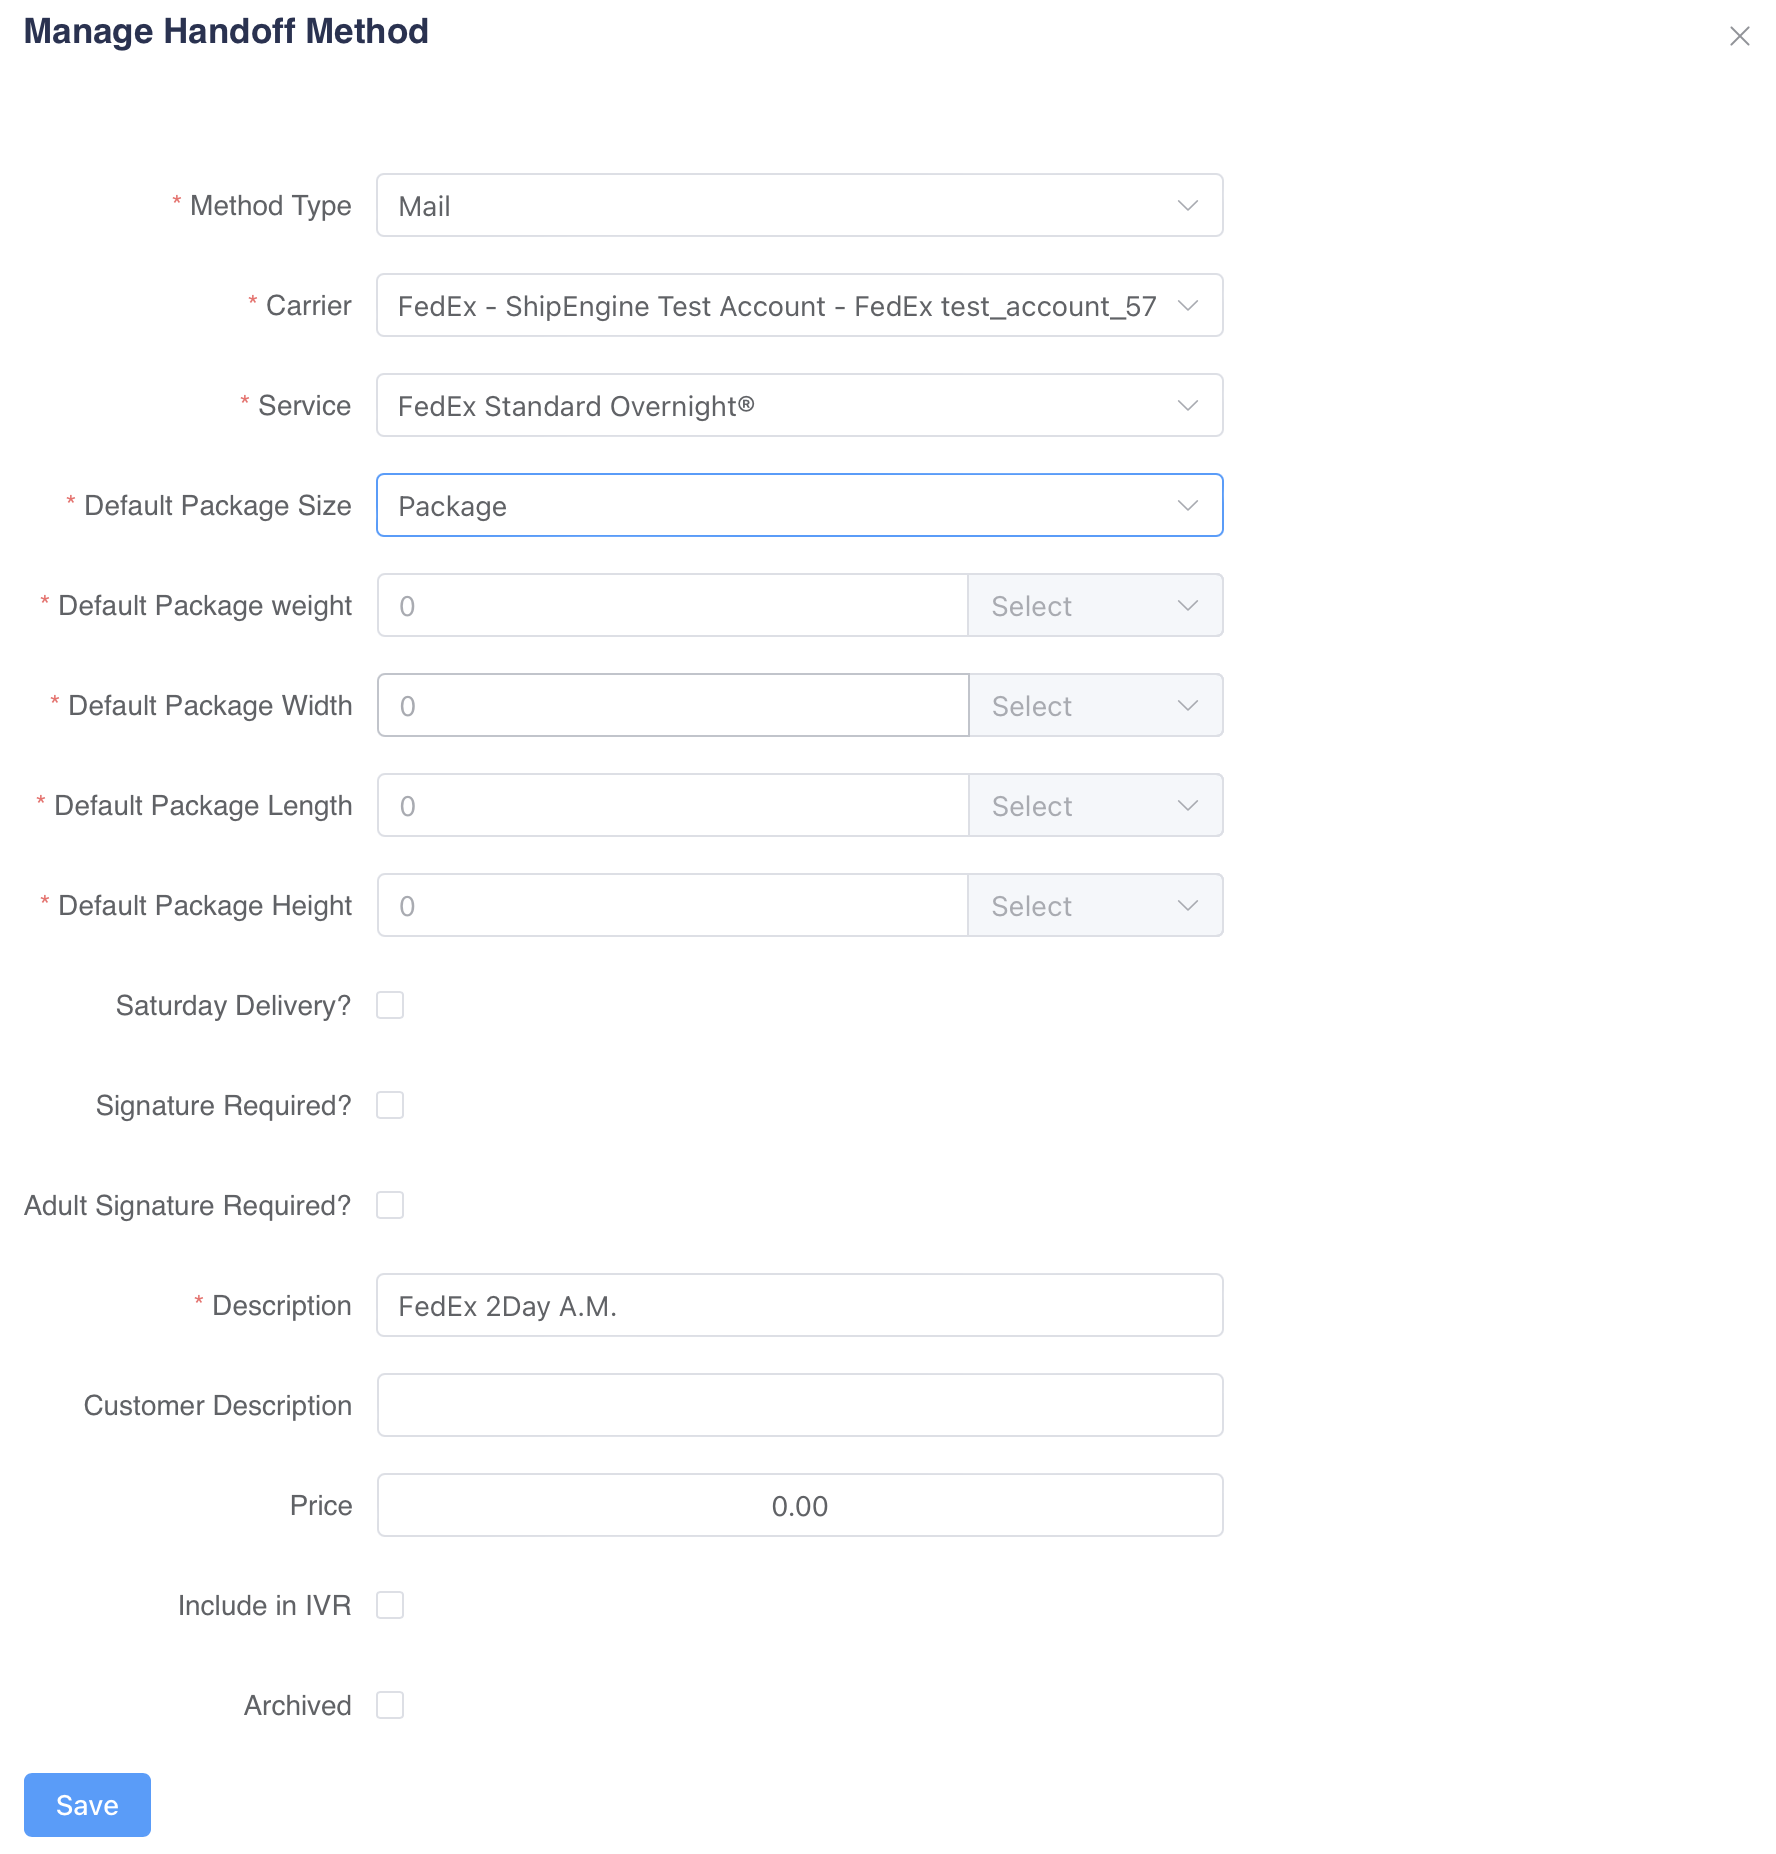 Manage Handoff Method
* Method Type Mail
* Carrier FedEx - ShipEngine Test Account - FedEx test_account_57
* Service FedEx Standard Overnight®
* Default Package Size Package
* Default Package weight 0 Select
* Default Package Width 0 Select
* Default Package Length 0 Select
* Default Package Height 0 Select
Saturday Delivery?
Signature Required?
Adult Signature Required?
* Description FedEx 2Day A.M.
Customer Description
Price 0.00
Include in IVR
Archived
Save